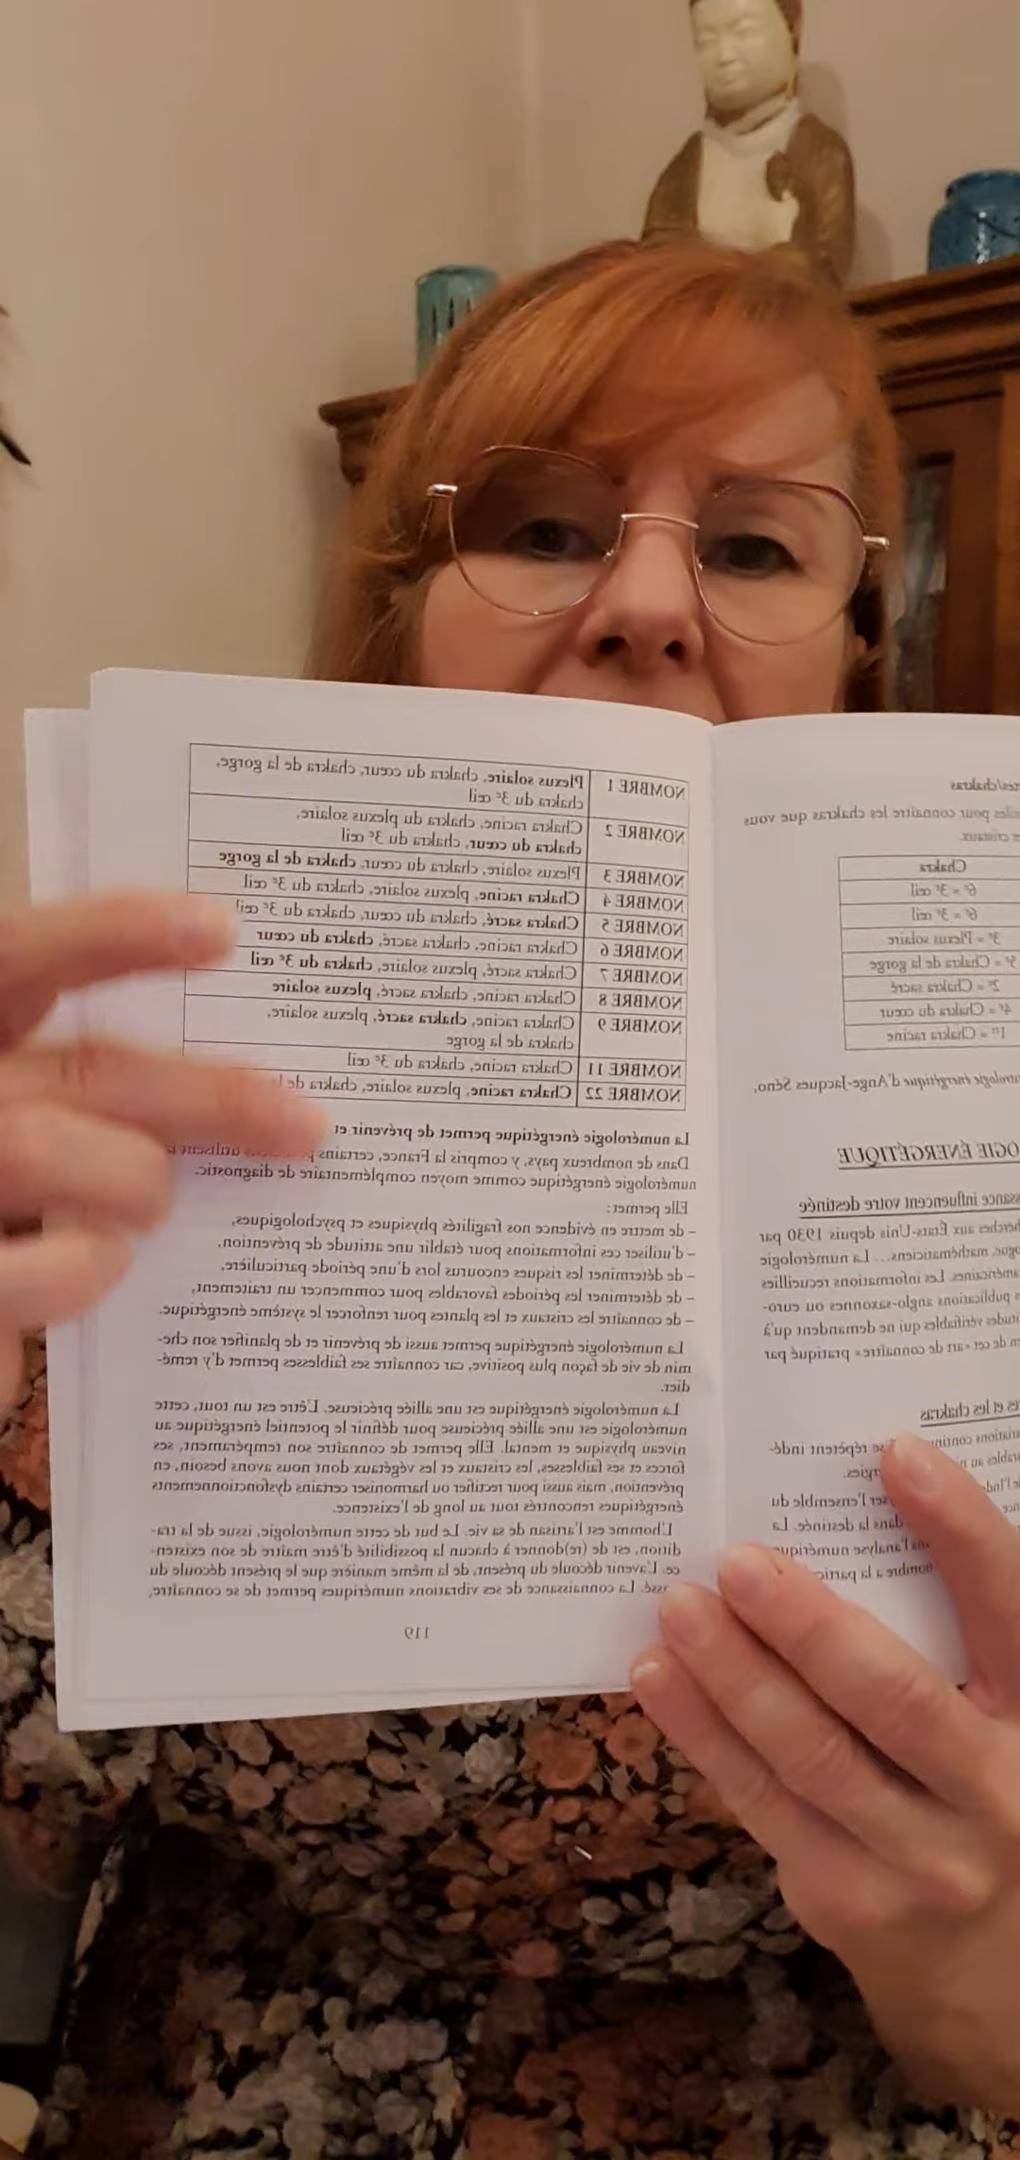 pour connaître les chakras que vous
cristaux.
Chakra
6e = 3e œil
6e = 3e œil
3e = Plexus solaire
5e = Chakra de la gorge
2e = Chakra sacré
4e = Chakra du cœur
= Chakra racine
énergétique d'Ange-Jacques Séno,
ÉNERGÉTIQUE
influencent votre destinée
aux États-Unis depuis 1930 par
mathématiciens... La numérologie
américaines. Les informations recueillies
publications anglo-saxonnes ou euro-
vérifiables qui ne demandent qu'à
de cet « art de connaître » pratiqué par
et les chakras
se répètent indé-
l'ensemble du
dans la destinée. La
l'analyse
nombre a la
NOMBRE 1 Plexus solaire, chakra du cœur, chakra de la gorge,
chakra du 3e œil
NOMBRE 2 Chakra racine, chakra du plexus solaire,
chakra du cœur, chakra du 3e œil
NOMBRE 3 Plexus solaire, chakra du cœur, chakra de la gorge
NOMBRE 4 Chakra racine, plexus solaire, chakra du 3e œil
NOMBRE 5 Chakra sacré, chakra du cœur, chakra du 3e œil
NOMBRE 6 Chakra racine, chakra sacré, chakra du cœur
NOMBRE 7 Chakra sacré, plexus solaire, chakra du 3e œil
NOMBRE 8 Chakra racine, chakra sacré, plexus solaire
NOMBRE 9 Chakra racine, chakra sacré, plexus solaire,
chakra de la gorge
NOMBRE 11 Chakra racine, chakra du 3e œil
NOMBRE 22 Chakra racine, plexus solaire, chakra de
La numérologie énergétique permet de prévenir et
Dans de nombreux pays, y compris la France, certains utilisent
numérologie énergétique comme moyen complémentaire de diagnostic.
Elle permet :
– de mettre en évidence nos fragilités physiques et psychologiques,
– d'utiliser ces informations pour établir une attitude de prévention,
– de déterminer les risques encourus lors d'une période particulière,
– de déterminer les périodes favorables pour commencer un traitement,
– de connaître les cristaux et les plantes pour renforcer le système énergétique.
La numérologie énergétique permet aussi de prévenir et de planifier son che-
min de vie de façon plus positive, car connaître ses faiblesses permet d'y remé-
dier.
La numérologie énergétique est une alliée précieuse. L'être est un tout, cette
numérologie est une alliée précieuse pour définir le potentiel énergétique au
niveau physique et mental. Elle permet de connaître son tempérament, ses
forces et ses faiblesses, les cristaux et les végétaux dont nous avons besoin, en
prévention, mais aussi pour rectifier ou harmoniser certains dysfonctionnements
énergétiques rencontrés tout au long de l'existence.
L'homme est l'artisan de sa vie. Le but de cette numérologie, issue de la tra-
dition, est de (re)donner à chacun la possibilité d'être maître de son existen-
ce. L'avenir découle du présent, de la même manière que le présent découle du
La connaissance de ses vibrations numériques permet de se connaître,
119